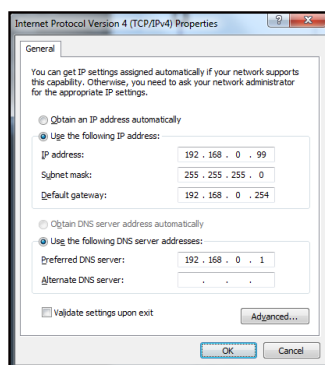 Internet Protocol Version 4 (TCP/IPv4) Properties
General
You can get IP settings assigned automatically if your network supports
this capability. Otherwise, you need to ask your network administrator
for the appropriate IP settings.
Obtain an IP address automatically
Use the following IP address:
IP address: 192 . 168 . 0 . 99
Subnet mask: 255 . 255 . 255 . 0
Default gateway: 192 . 168 . 0 . 254
Obtain DNS server address automatically
Use the following DNS server addresses:
Preferred DNS server: 192 . 168 . 0 . 1
Alternate DNS server: . . .
Validate settings upon exit
Advanced...
OK Cancel